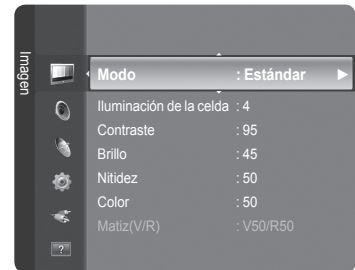 Imagen
Modo : Estándar
Iluminación de la celda : 4
Contraste : 95
Brillo : 45
Nitidez : 50
Color : 50
Matiz(V/R) : V50/R50
?